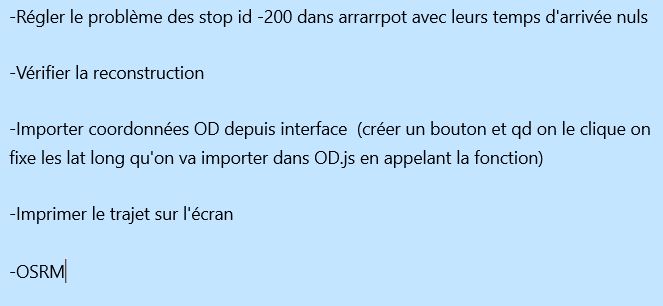 -Régler le problème des stop id -200 dans arrarrpot avec leurs temps d'arrivée nuls
-Vérifier la reconstruction
-Importer coordonnées OD depuis interface  (créer un bouton et qd on le clique on
fixe les lat long qu'on va importer dans OD.js en appelant la fonction)
-Imprimer le trajet sur l'écran
-OSRM